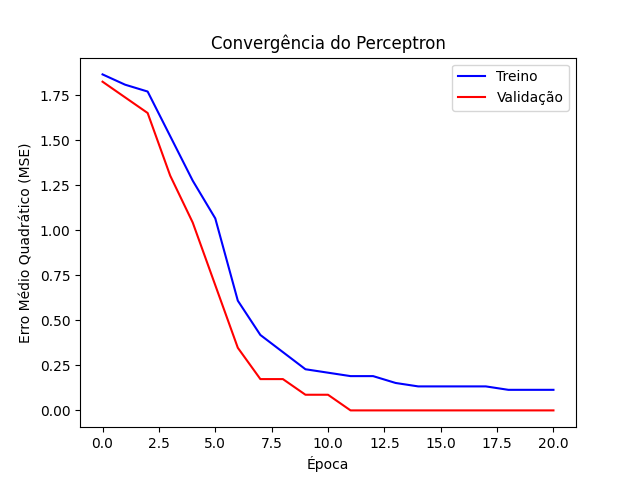 Convergência do Perceptron
Treino
Validação
Erro Médio Quadrático (MSE)
1.75
1.50
1.25
1.00
0.75
0.50
0.25
0.00
0.0 2.5 5.0 7.5 10.0 12.5 15.0 17.5 20.0
Época